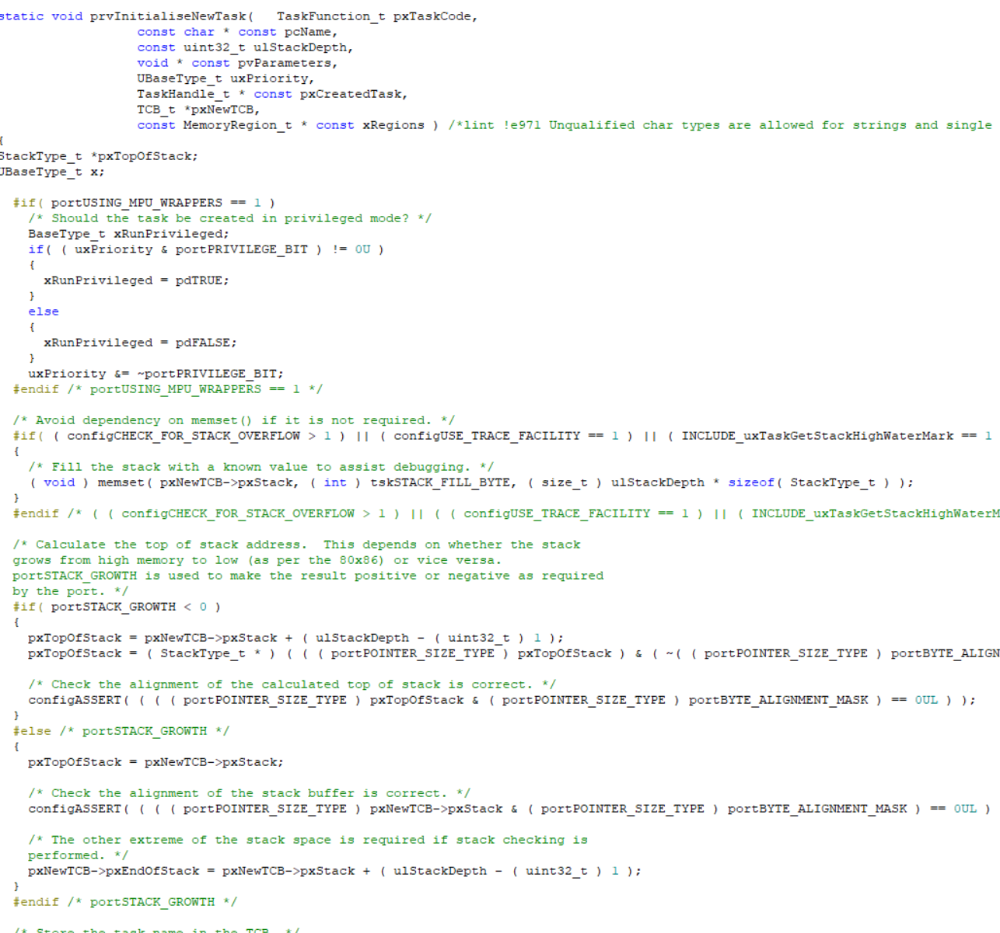 static void prvInitialiseNewTask(   TaskFunction_t pxTaskCode,
                  const char * const pcName,
                  const uint32_t ulStackDepth,
                  void * const pvParameters,
                  UBaseType_t uxPriority,
                  TaskHandle_t * const pxCreatedTask,
                  TCB_t *pxNewTCB,
                  const MemoryRegion_t * const xRegions ) /*lint !e971 Unqualified char types are allowed for strings and single
{
StackType_t *pxTopOfStack;
UBaseType_t x;

  #if( portUSING_MPU_WRAPPERS == 1 )
    /* Should the task be created in privileged mode? */
    BaseType_t xRunPrivileged;
    if( ( uxPriority & portPRIVILEGE_BIT ) != 0U )
    {
      xRunPrivileged = pdTRUE;
    }
    else
    {
      xRunPrivileged = pdFALSE;
    }
    uxPriority &= ~portPRIVILEGE_BIT;
  #endif /* portUSING_MPU_WRAPPERS == 1 */

  /* Avoid dependency on memset() if it is not required. */
  #if( ( configCHECK_FOR_STACK_OVERFLOW > 1 ) || ( configUSE_TRACE_FACILITY == 1 ) || ( INCLUDE_uxTaskGetStackHighWaterMark == 1
  {
    /* Fill the stack with a known value to assist debugging. */
    ( void ) memset( pxNewTCB->pxStack, ( int ) tskSTACK_FILL_BYTE, ( size_t ) ulStackDepth * sizeof( StackType_t ) );
  }
  #endif /* ( ( configCHECK_FOR_STACK_OVERFLOW > 1 ) || ( ( configUSE_TRACE_FACILITY == 1 ) || ( INCLUDE_uxTaskGetStackHighWaterM

  /* Calculate the top of stack address.  This depends on whether the stack
  grows from high memory to low (as per the 80x86) or vice versa.
  portSTACK_GROWTH is used to make the result positive or negative as required
  by the port. */
  #if( portSTACK_GROWTH < 0 )
  {
    pxTopOfStack = pxNewTCB->pxStack + ( ulStackDepth - ( uint32_t ) 1 );
    pxTopOfStack = ( StackType_t * ) ( ( ( portPOINTER_SIZE_TYPE ) pxTopOfStack ) & ( ~( ( portPOINTER_SIZE_TYPE ) portBYTE_ALIGN

    /* Check the alignment of the calculated top of stack is correct. */
    configASSERT( ( ( ( portPOINTER_SIZE_TYPE ) pxTopOfStack & ( portPOINTER_SIZE_TYPE ) portBYTE_ALIGNMENT_MASK ) == 0UL ) );
  }
  #else /* portSTACK_GROWTH */
  {
    pxTopOfStack = pxNewTCB->pxStack;

    /* Check the alignment of the stack buffer is correct. */
    configASSERT( ( ( ( portPOINTER_SIZE_TYPE ) pxNewTCB->pxStack & ( portPOINTER_SIZE_TYPE ) portBYTE_ALIGNMENT_MASK ) == 0UL )

    /* The other extreme of the stack space is required if stack checking is
    performed. */
    pxNewTCB->pxEndOfStack = pxNewTCB->pxStack + ( ulStackDepth - ( uint32_t ) 1 );
  }
  #endif /* portSTACK_GROWTH */

  /* Store the task name in the TCB. */